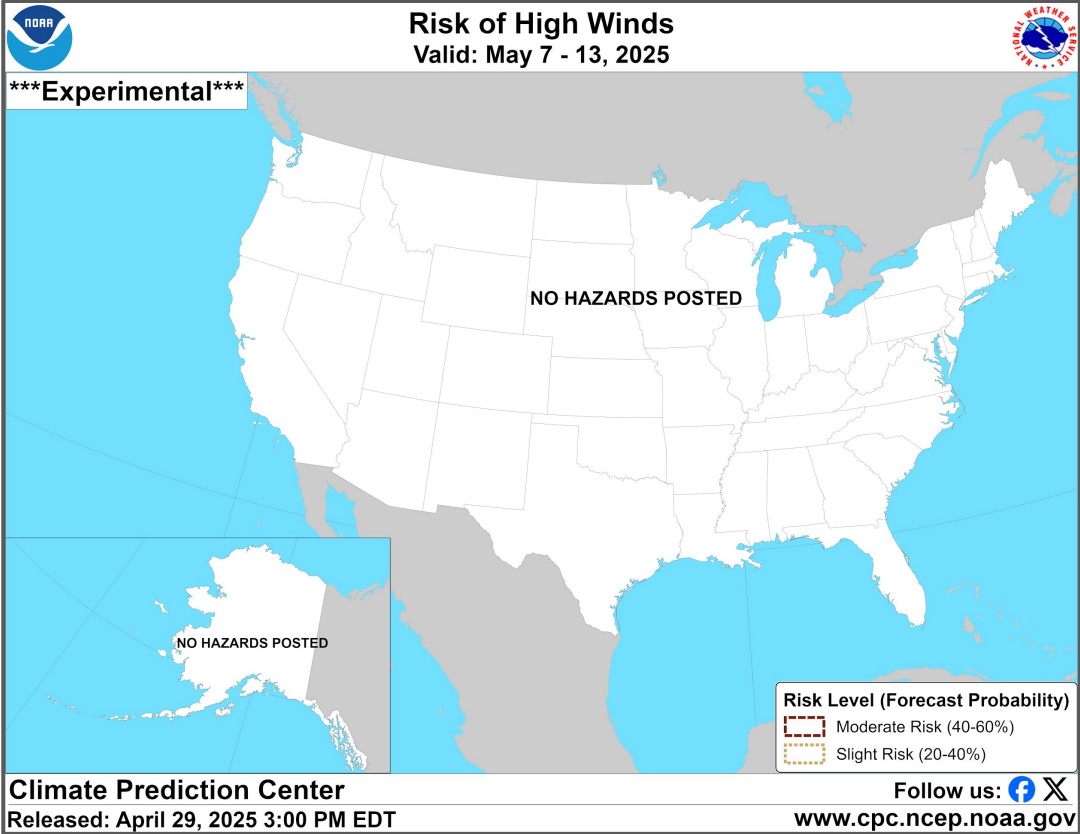 NOAA
Risk of High Winds
Valid: May 7 - 13, 2025
NATIONAL WEATHER SERVICE
***Experimental***
NO HAZARDS POSTED
NO HAZARDS POSTED
Risk Level (Forecast Probability)
Moderate Risk (40-60%)
Slight Risk (20-40%)
Climate Prediction Center
Follow us:
Released: April 29, 2025 3:00 PM EDT
www.cpc.ncep.noaa.gov